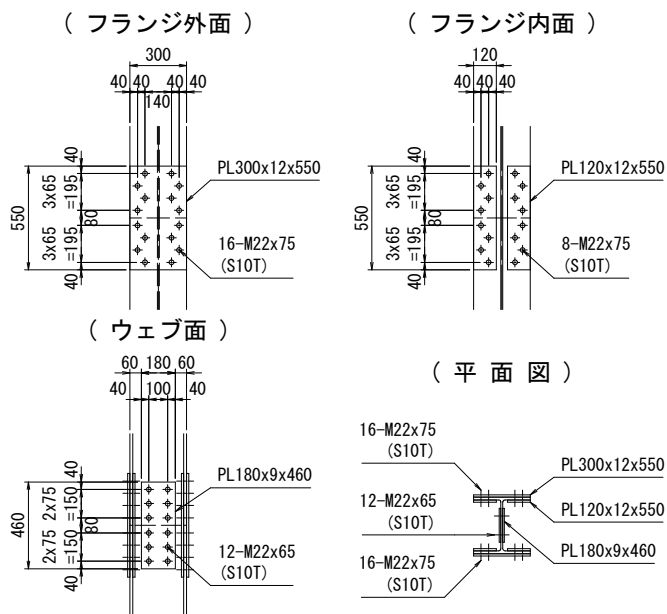 ( フランジ外面 )
300
40 40 40 40
140
40
3x65
=195
80
3x65
=195
40
550
PL300x12x550
16-M22x75
(S10T)
( フランジ内面 )
120
40 40
40
3x65
=195
80
3x65
=195
40
550
PL120x12x550
8-M22x75
(S10T)
( ウェブ面 )
60 180 60
40 100 40
40
2x75
=150
80
2x75
=150
40
460
PL180x9x460
12-M22x65
(S10T)
( 平 面 図 )
16-M22x75
(S10T)
12-M22x65
(S10T)
16-M22x75
(S10T)
PL300x12x550
PL120x12x550
PL180x9x460